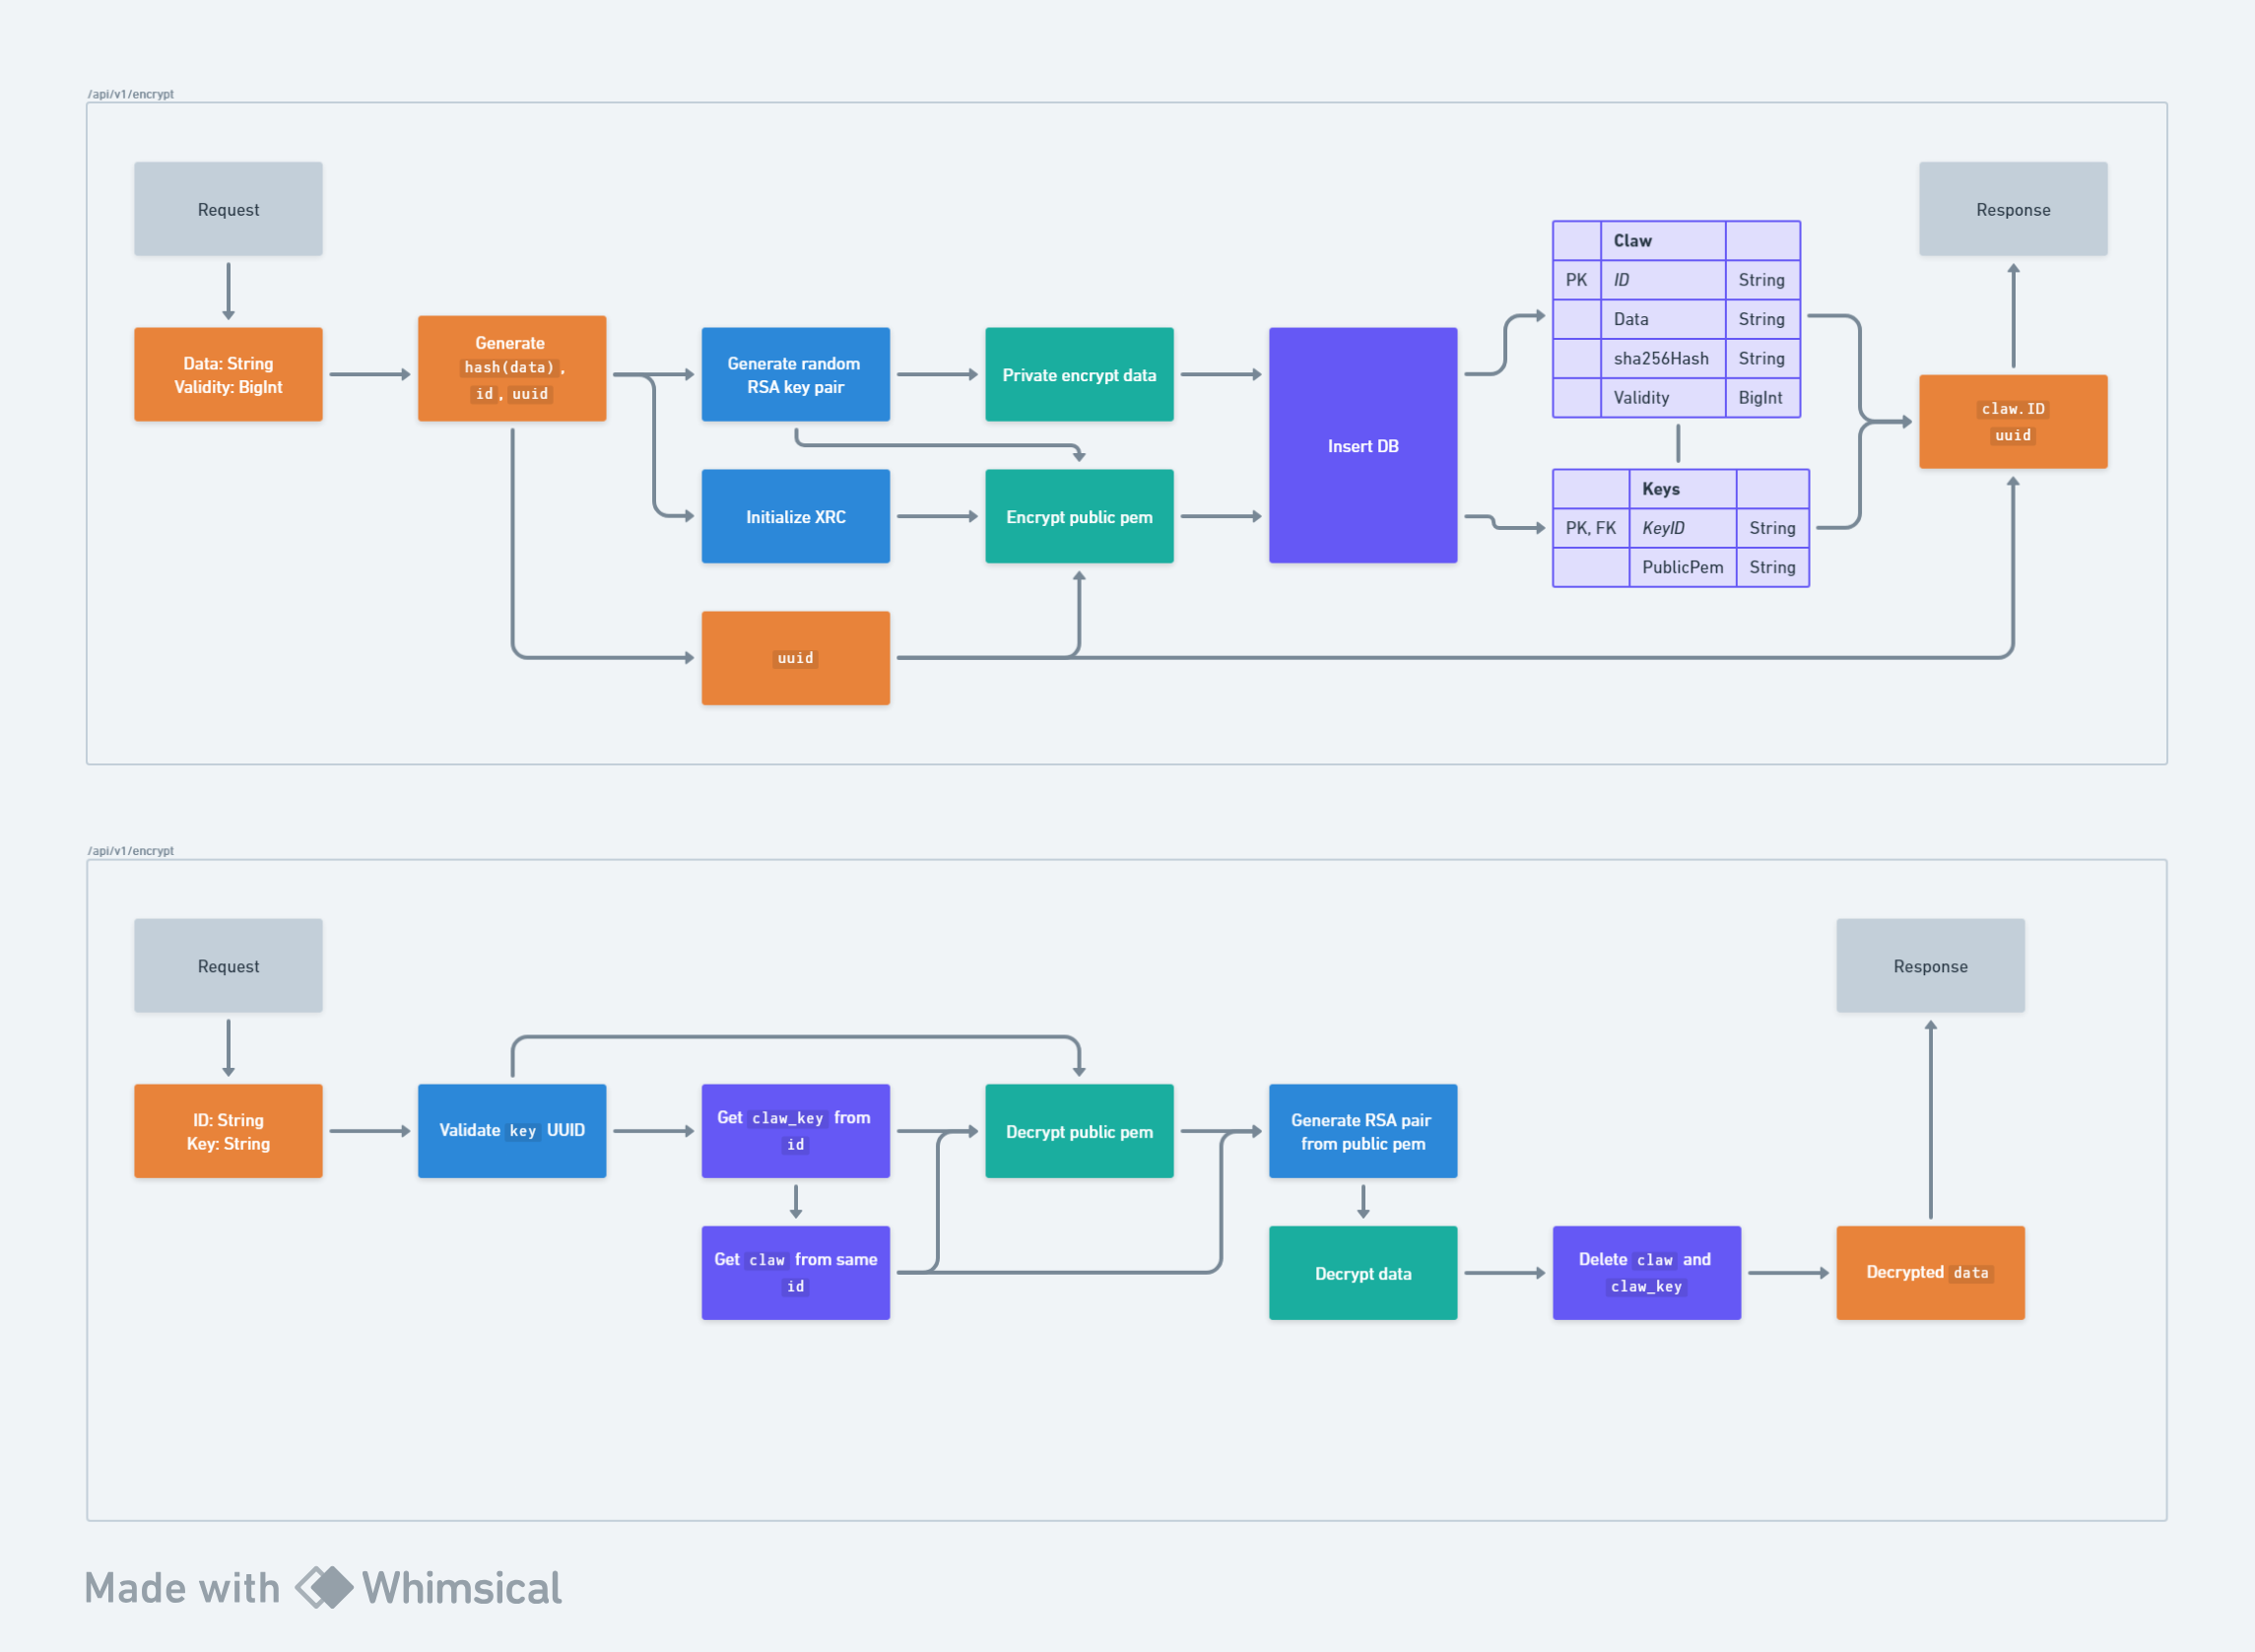 /api/v1/encrypt
Request
Response
Data: String
Validity: BigInt
Generate
hash(data),
id, uuid
Generate random
RSA key pair
Private encrypt data
Initialize XRC
Encrypt public pem
uuid
Insert DB
Claw
PK ID String
Data String
sha256Hash String
Validity BigInt
Keys
PK, FK KeyID String
PublicPem String
claw.ID
uuid
/api/v1/encrypt
Request
Response
ID: String
Key: String
Validate key UUID
Get claw_key from
id
Get claw from same
id
Decrypt public pem
Generate RSA pair
from public pem
Decrypt data
Delete claw and
claw_key
Decrypted data
Made with Whimsical